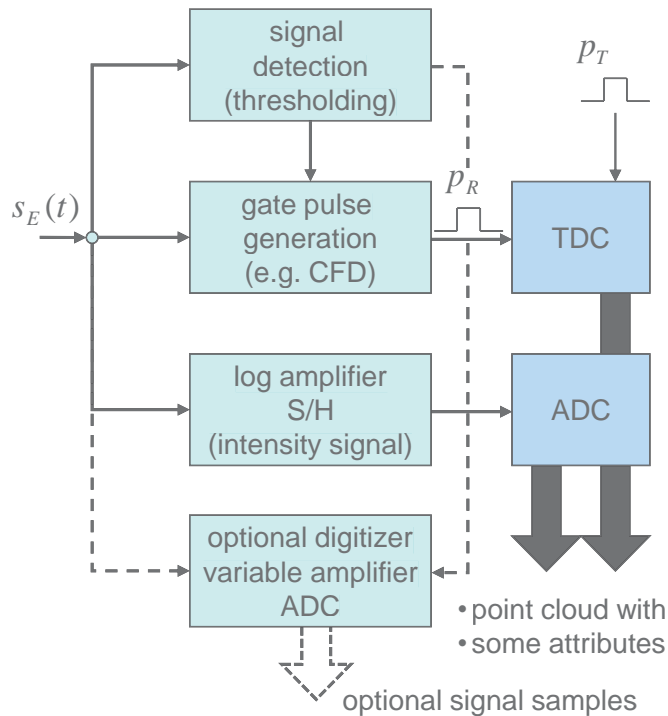 signal
detection
(thresholding)
p_T
p_R
s_E(t)
gate pulse
generation
(e.g. CFD)
TDC
log amplifier
S/H
(intensity signal)
ADC
optional digitizer
variable amplifier
ADC
• point cloud with
• some attributes
optional signal samples